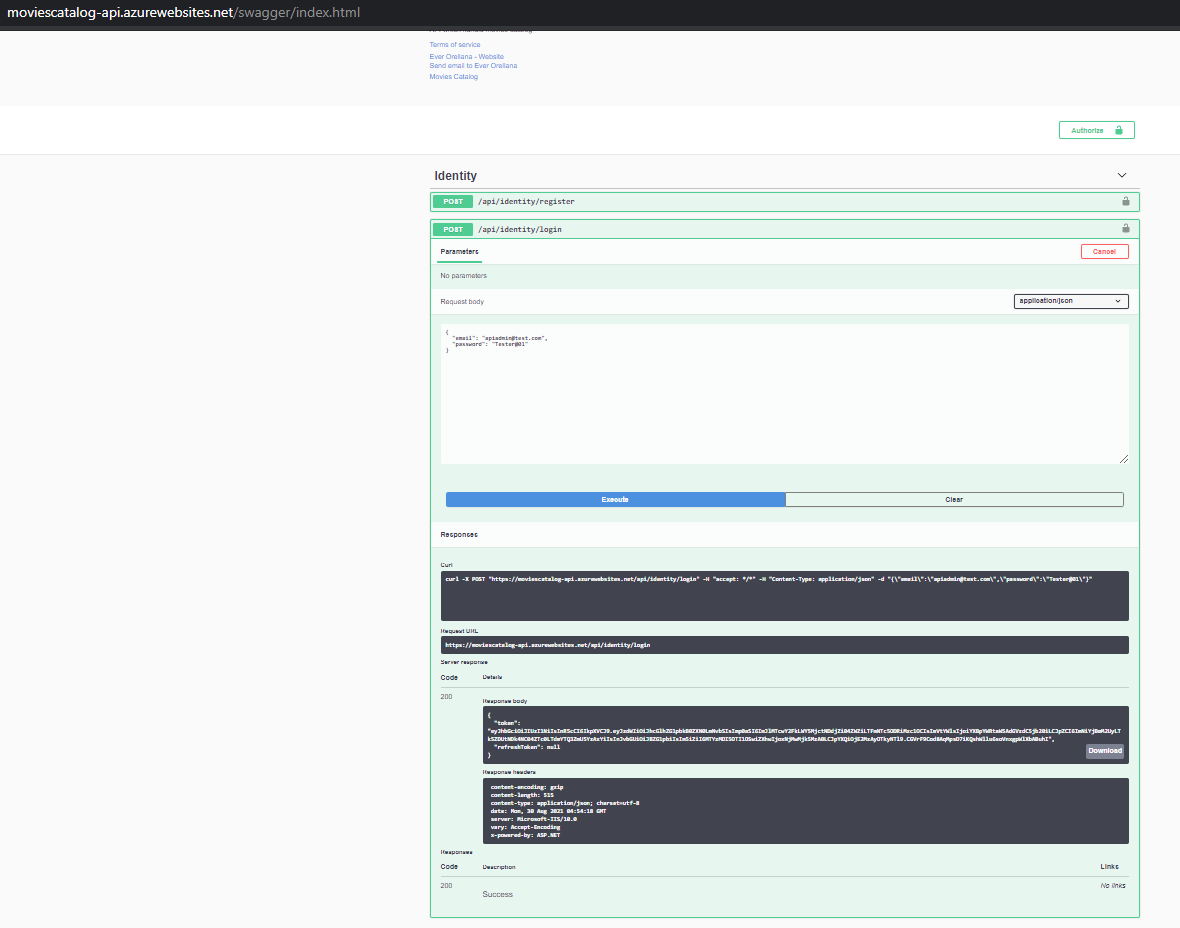 moviescatalog-api.azurewebsites.net/swagger/index.html
Terms of service
Ever Orellana - Website
Send email to Ever Orellana
Movies Catalog
Authorize
Identity
POST /api/identity/register
POST /api/identity/login
Parameters
Cancel
No parameters
Request body
application/json
{
"email": "apiadmin@test.com",
"password": "Tester@01"
}
Execute
Clear
Responses
Curl
curl -X POST "https://moviescatalog-api.azurewebsites.net/api/identity/login" -H "accept: */*" -H "Content-Type: application/json" -d "{\"email\":\"apiadmin@test.com\",\"password\":\"Tester@01\"}"
Request URL
https://moviescatalog-api.azurewebsites.net/api/identity/login
Server response
Code Details
200
Response body
{
"token":
"refreshToken": null
}
Download
Response headers
content-encoding: gzip
content-length: 515
content-type: application/json; charset=utf-8
date: Mon, 30 Aug 2021 04:54:18 GMT
server: Microsoft-IIS/10.0
vary: Accept-Encoding
x-powered-by: ASP.NET
Responses
Code Description Links
200
Success
No links